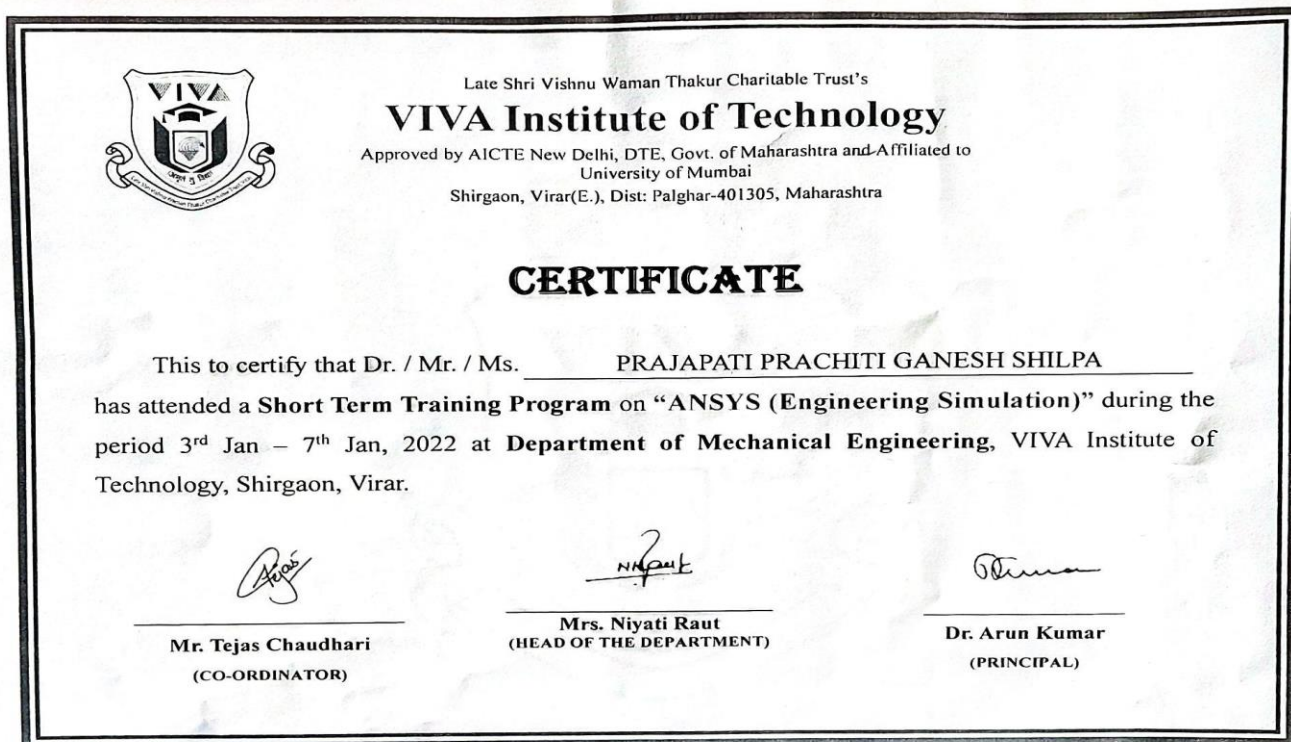 VIVA
Late Shri Vishnu Waman Thakur Charitable Trust's
VIVA Institute of Technology
Approved by AICTE New Delhi, DTE, Govt. of Maharashtra and Affiliated to
University of Mumbai
Shirgaon, Virar(E.), Dist: Palghar-401305, Maharashtra
CERTIFICATE
This to certify that Dr. / Mr. / Ms. PRAJAPATI PRACHITI GANESH SHILPA
has attended a Short Term Training Program on “ANSYS (Engineering Simulation)” during the
period 3rd Jan – 7th Jan, 2022 at Department of Mechanical Engineering, VIVA Institute of
Technology, Shirgaon, Virar.
Tejas
Mr. Tejas Chaudhari
(CO-ORDINATOR)
Mrs. Niyati Raut
(HEAD OF THE DEPARTMENT)
Dr. Arun Kumar
(PRINCIPAL)